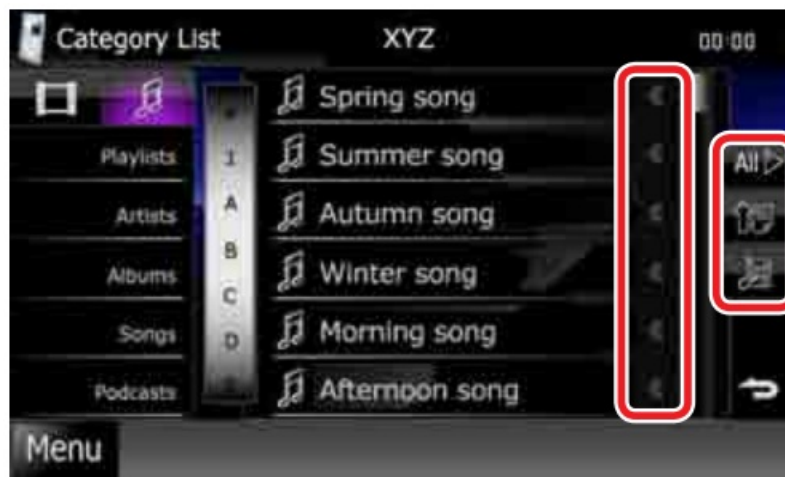 Category List XYZ 00:00
Spring song
Playlists 1 Summer song All
Artists A Autumn song
Albums B Winter song
C
Songs D Morning song
Podcasts Afternoon song
Menu